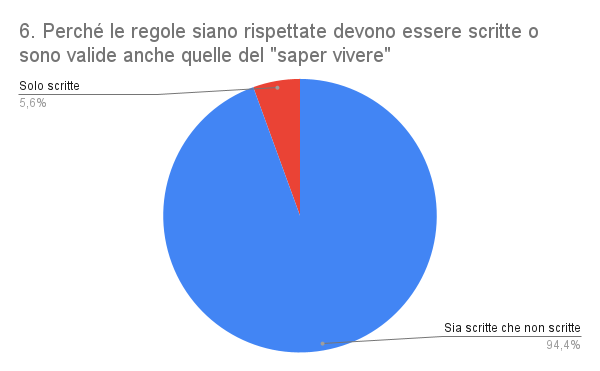 6. Perché le regole siano rispettate devono essere scritte o
sono valide anche quelle del "saper vivere"
Solo scritte
5,6%
Sia scritte che non scritte
94,4%